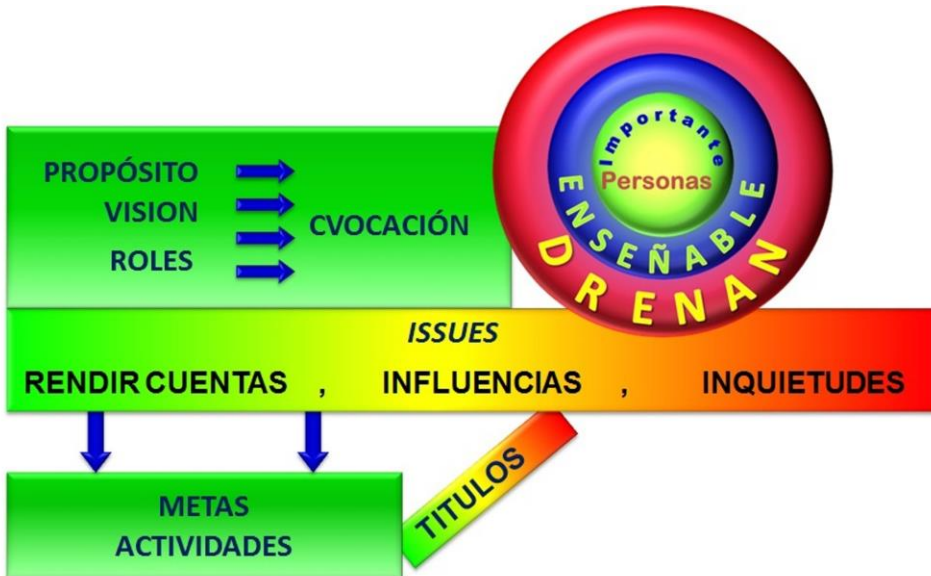 PROPÓSITO
VISION
ROLES
CVOCACIÓN
Importante
Personas
ENSEÑABLE
DRENAN
ISSUES
RENDIR CUENTAS , INFLUENCIAS , INQUIETUDES
TITULOS
METAS
ACTIVIDADES